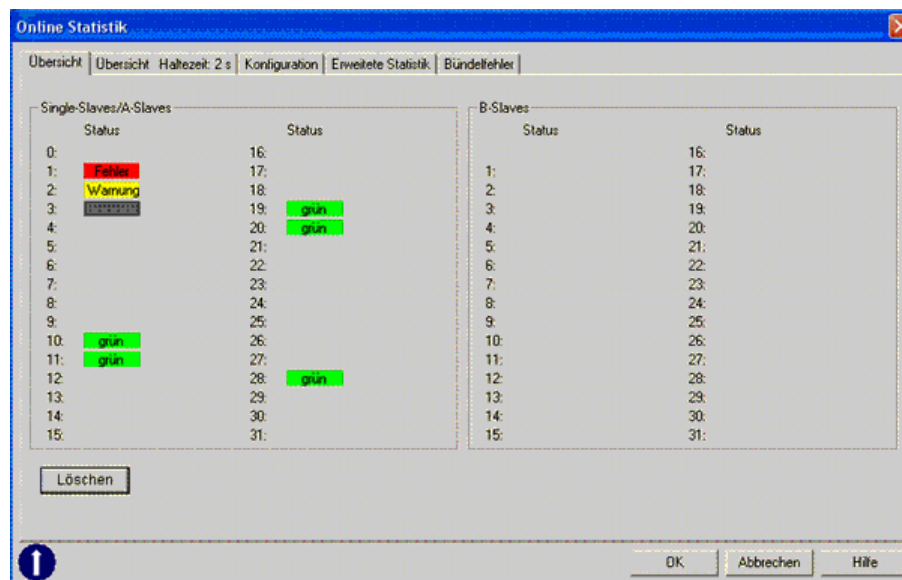 Online Statistik
Übersicht Übersicht Haltezeit: 2 s Konfiguration Erweitete Statistik Bündelfehler
Single-Slaves/A-Slaves B-Slaves
Status Status Status Status
0: 16: 16:
1: Fehler 17: 1: 17:
2: Warnung 18: 2: 18:
3: 19: grün 3: 19:
4: 20: grün 4: 20:
5: 21: 5: 21:
6: 22: 6: 22:
7: 23: 7: 23:
8: 24: 8: 24:
9: 25: 9: 25:
10: grün 26: 10: 26:
11: grün 27: 11: 27:
12: 28: grün 12: 28:
13: 29: 13: 29:
14: 30: 14: 30:
15: 31: 15: 31:
Löschen
OK Abbrechen Hilfe